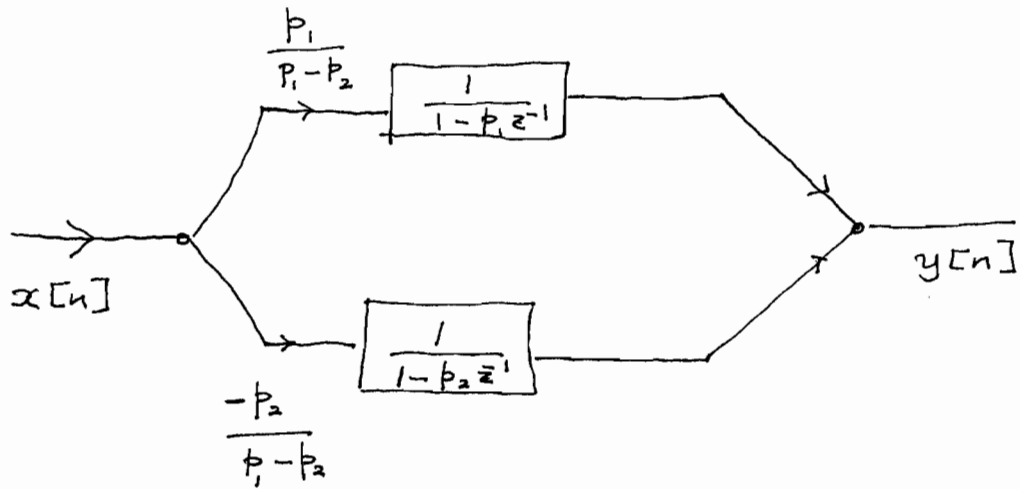 p₁
p₁ - p₂
1
1 - p₁ z⁻¹
x[n]
y[n]
1
1 - p₂ z⁻¹
-p₂
p₁ - p₂